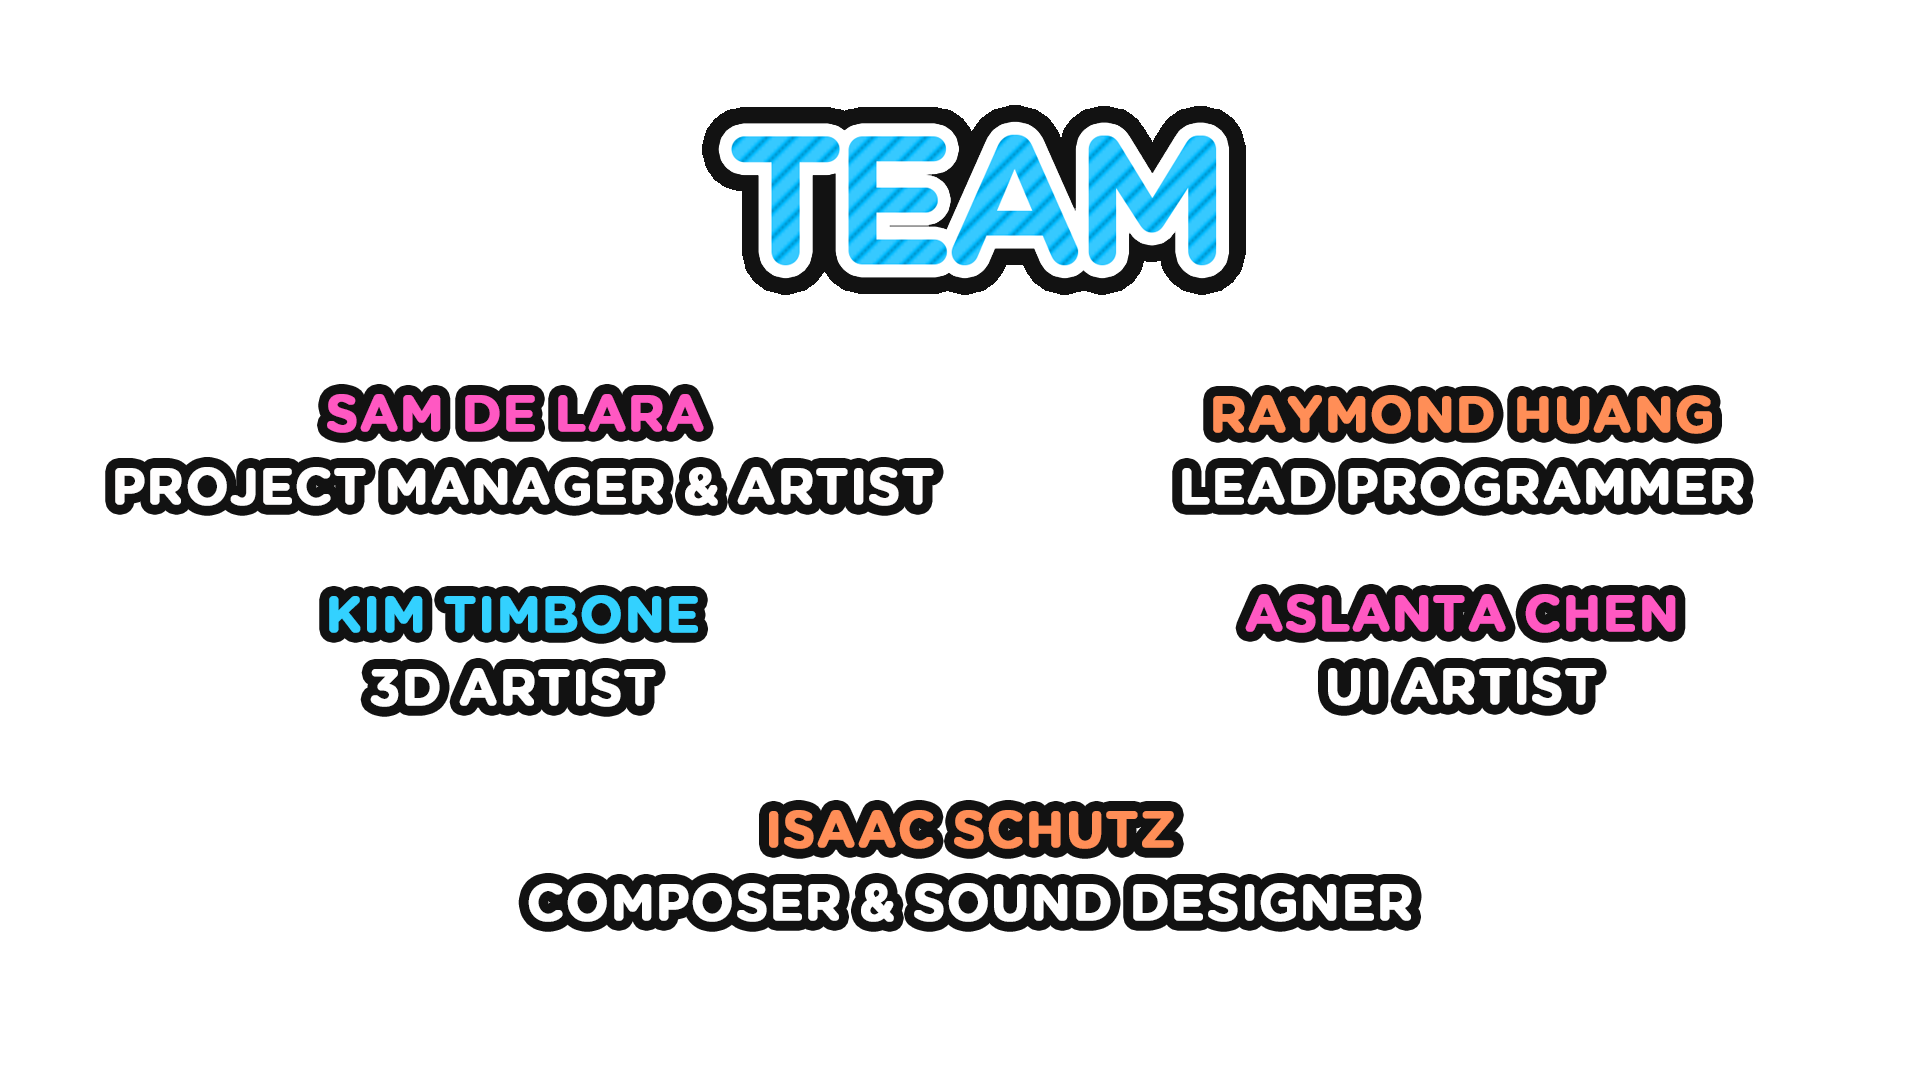 TEAM
SAM DE LARA
PROJECT MANAGER & ARTIST
RAYMOND HUANG
LEAD PROGRAMMER
KIM TIMBONE
3D ARTIST
ASLANTA CHEN
UI ARTIST
ISAAC SCHUTZ
COMPOSER & SOUND DESIGNER